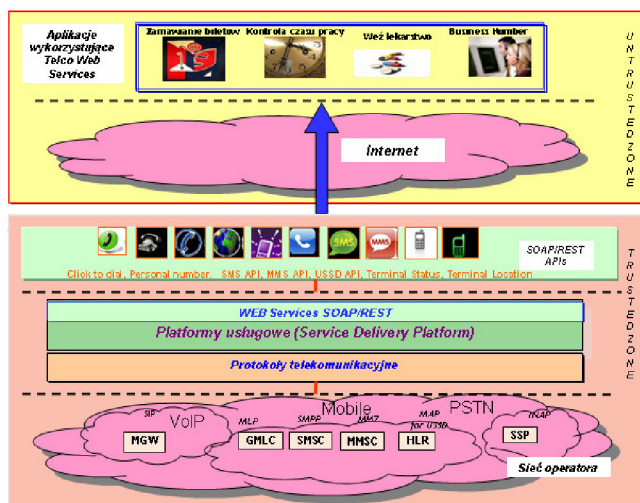 Aplikacje
wykorzystujące
Telco Web
Services
Zamawianie biletów
Kontrola czasu pracy
Weź lekarstwo
Business Number
UNTRUSTED ZONE
Internet
SMS
MMS
SOAP/REST
APIs
Click to dial, Personal number, SMS API, MMS API, USSD API, Terminal Status, Terminal Location
TRUSTED ZONE
WEB Services SOAP/REST
Platformy usługowe (Service Delivery Platform)
Protokoły telekomunikacyjne
SIP
VoIP
MLP
SMPP
Mobile
MM7
MAP
for USSD
PSTN
INAP
MGW
GMLC
SMSC
MMSC
HLR
SSP
Sieć operatora